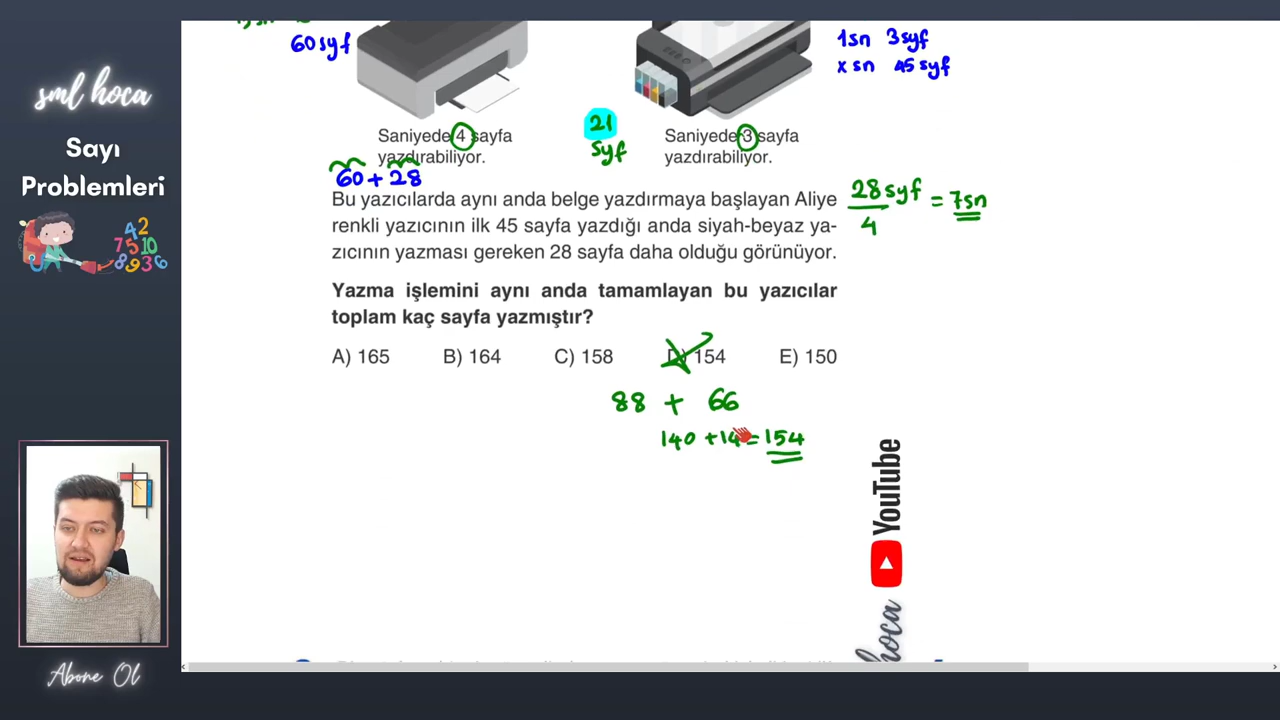 sml hoca
Sayı
Problemleri
60 syf
1sn 3syf
x sn 45 syf
Saniyede 4 sayfa
yazdırabiliyor.
21
syf
Saniyede 3 sayfa
yazdırabiliyor.
60 + 28
Bu yazıcılarda aynı anda belge yazdırmaya başlayan Aliye
renkli yazıcının ilk 45 sayfa yazdığı anda siyah-beyaz ya-
zıcının yazması gereken 28 sayfa daha olduğu görünüyor.
28 syf
4
= 7sn
Yazma işlemini aynı anda tamamlayan bu yazıcılar
toplam kaç sayfa yazmıştır?
A) 165 B) 164 C) 158 D) 154 E) 150
88 + 66
140 + 14 = 154
YouTube
hoca
Abone Ol